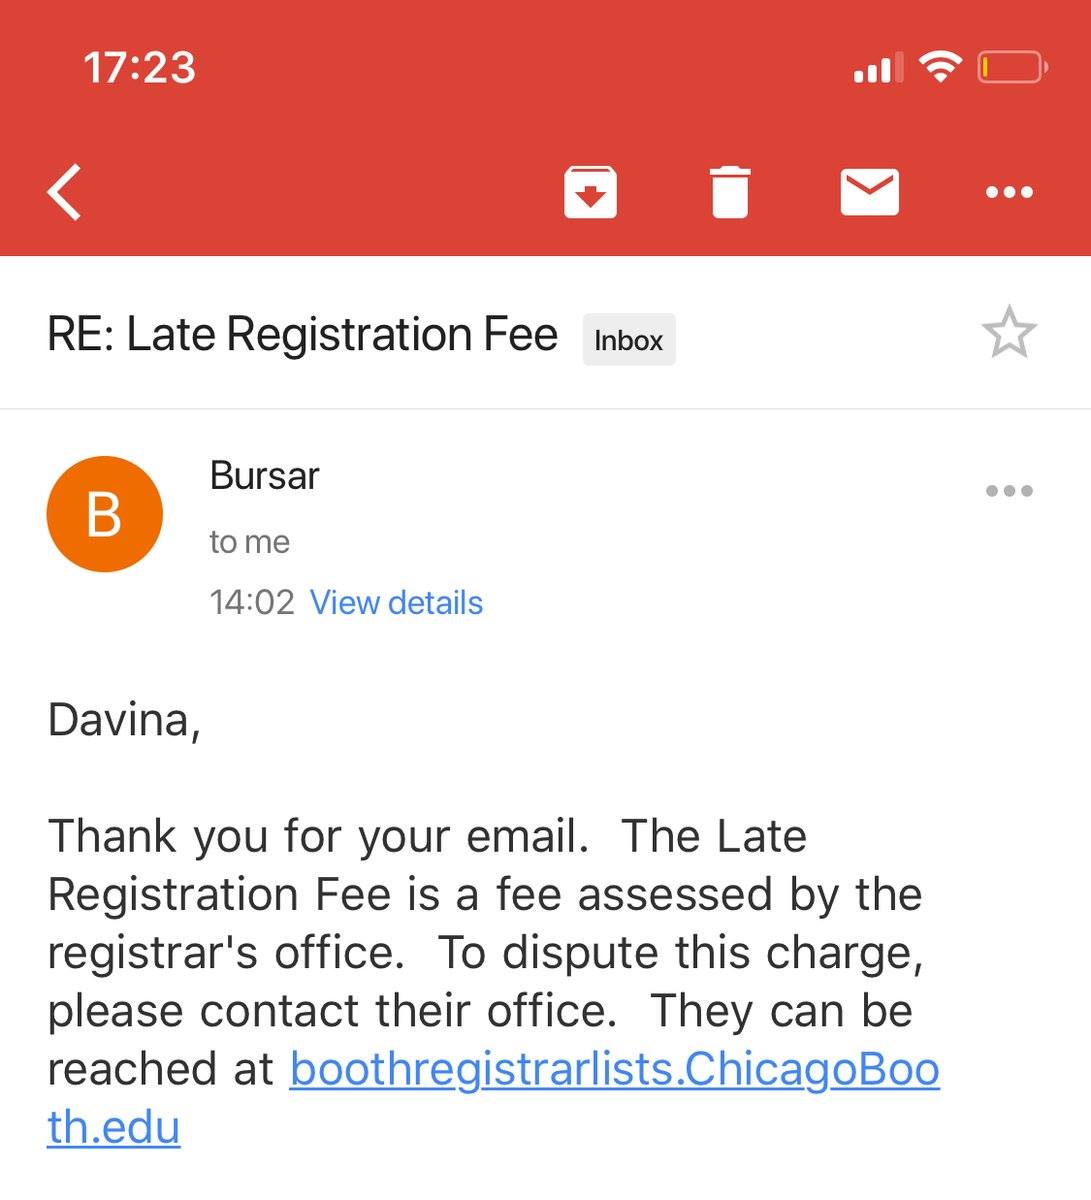 17:23
RE: Late Registration Fee Inbox
B
Bursar
to me
14:02 View details
Davina,
Thank you for your email.  The Late
Registration Fee is a fee assessed by the
registrar's office.  To dispute this charge,
please contact their office.  They can be
reached at boothregistrarlists.ChicagoBoo
th.edu